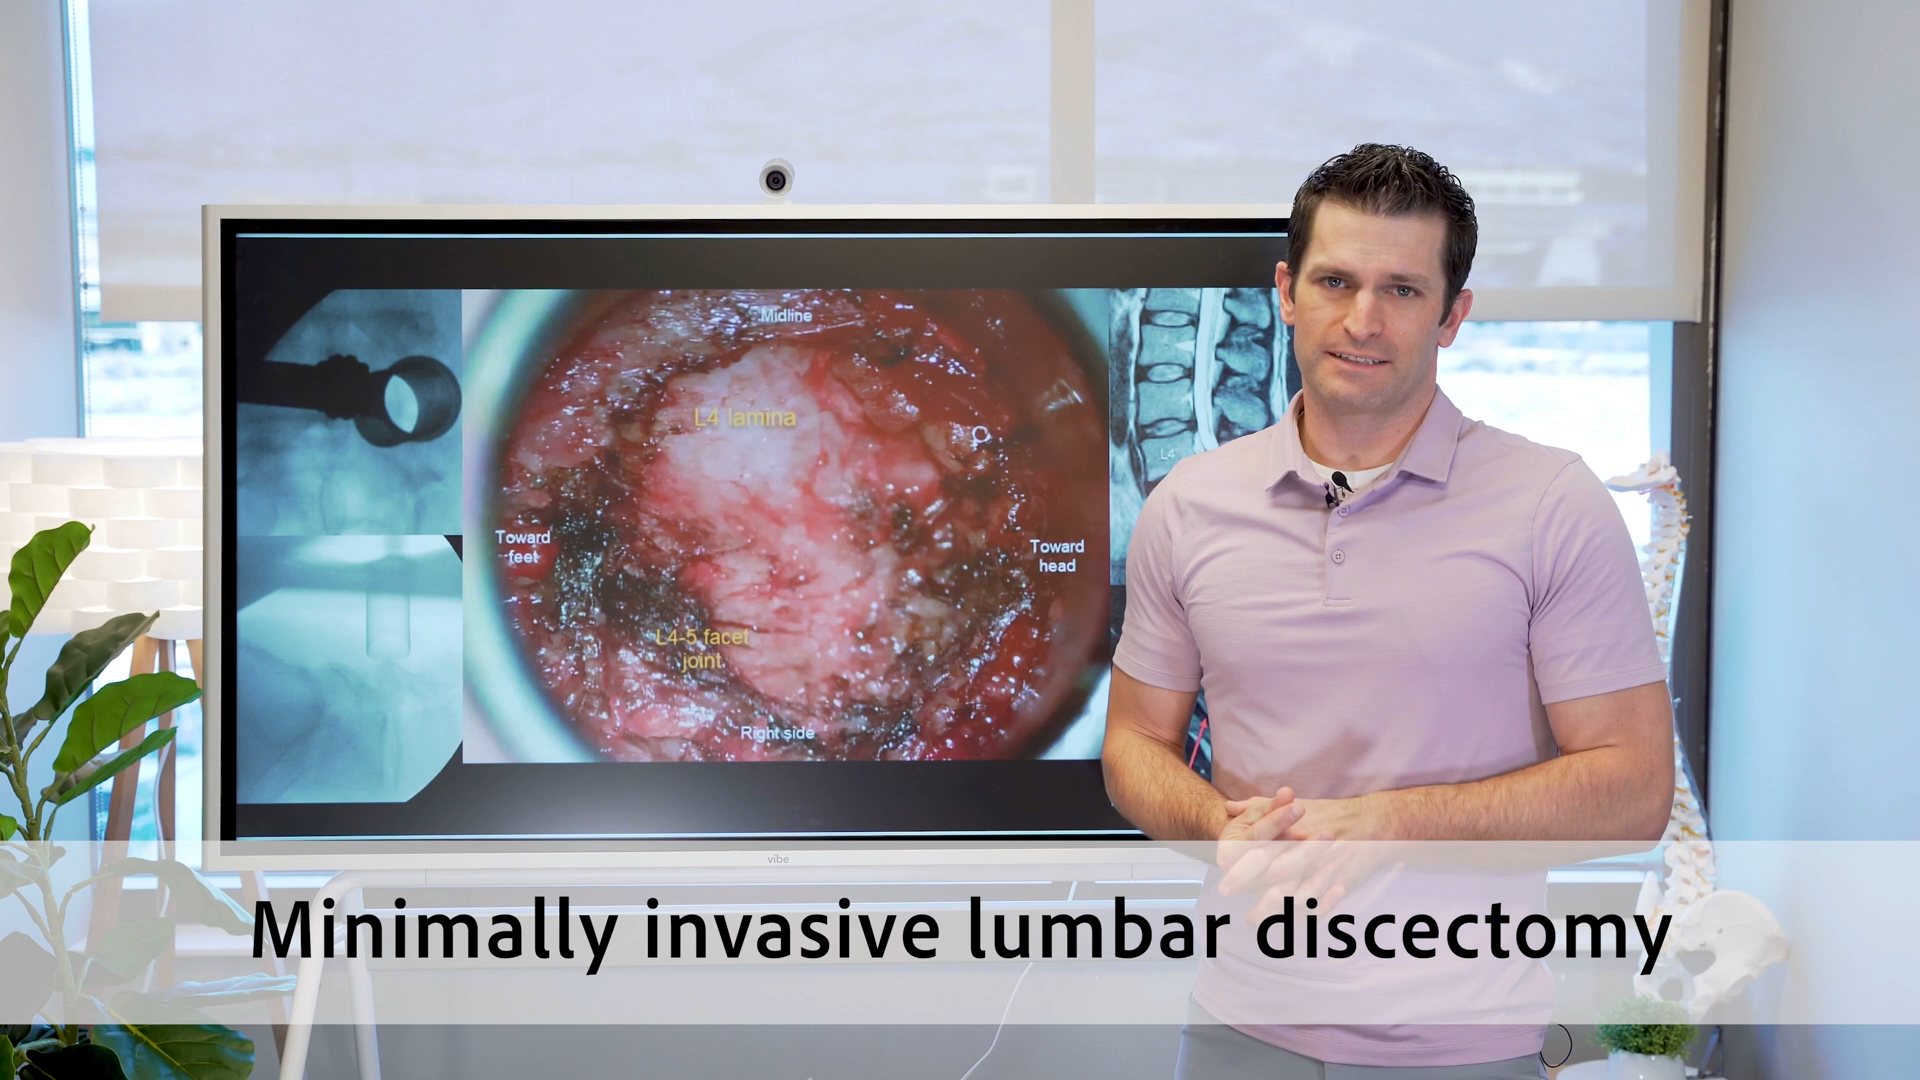 Midline
L4 lamina
L4
Toward
feet
Toward
head
L4-5 facet
joint
Right side
vibe
Minimally invasive lumbar discectomy